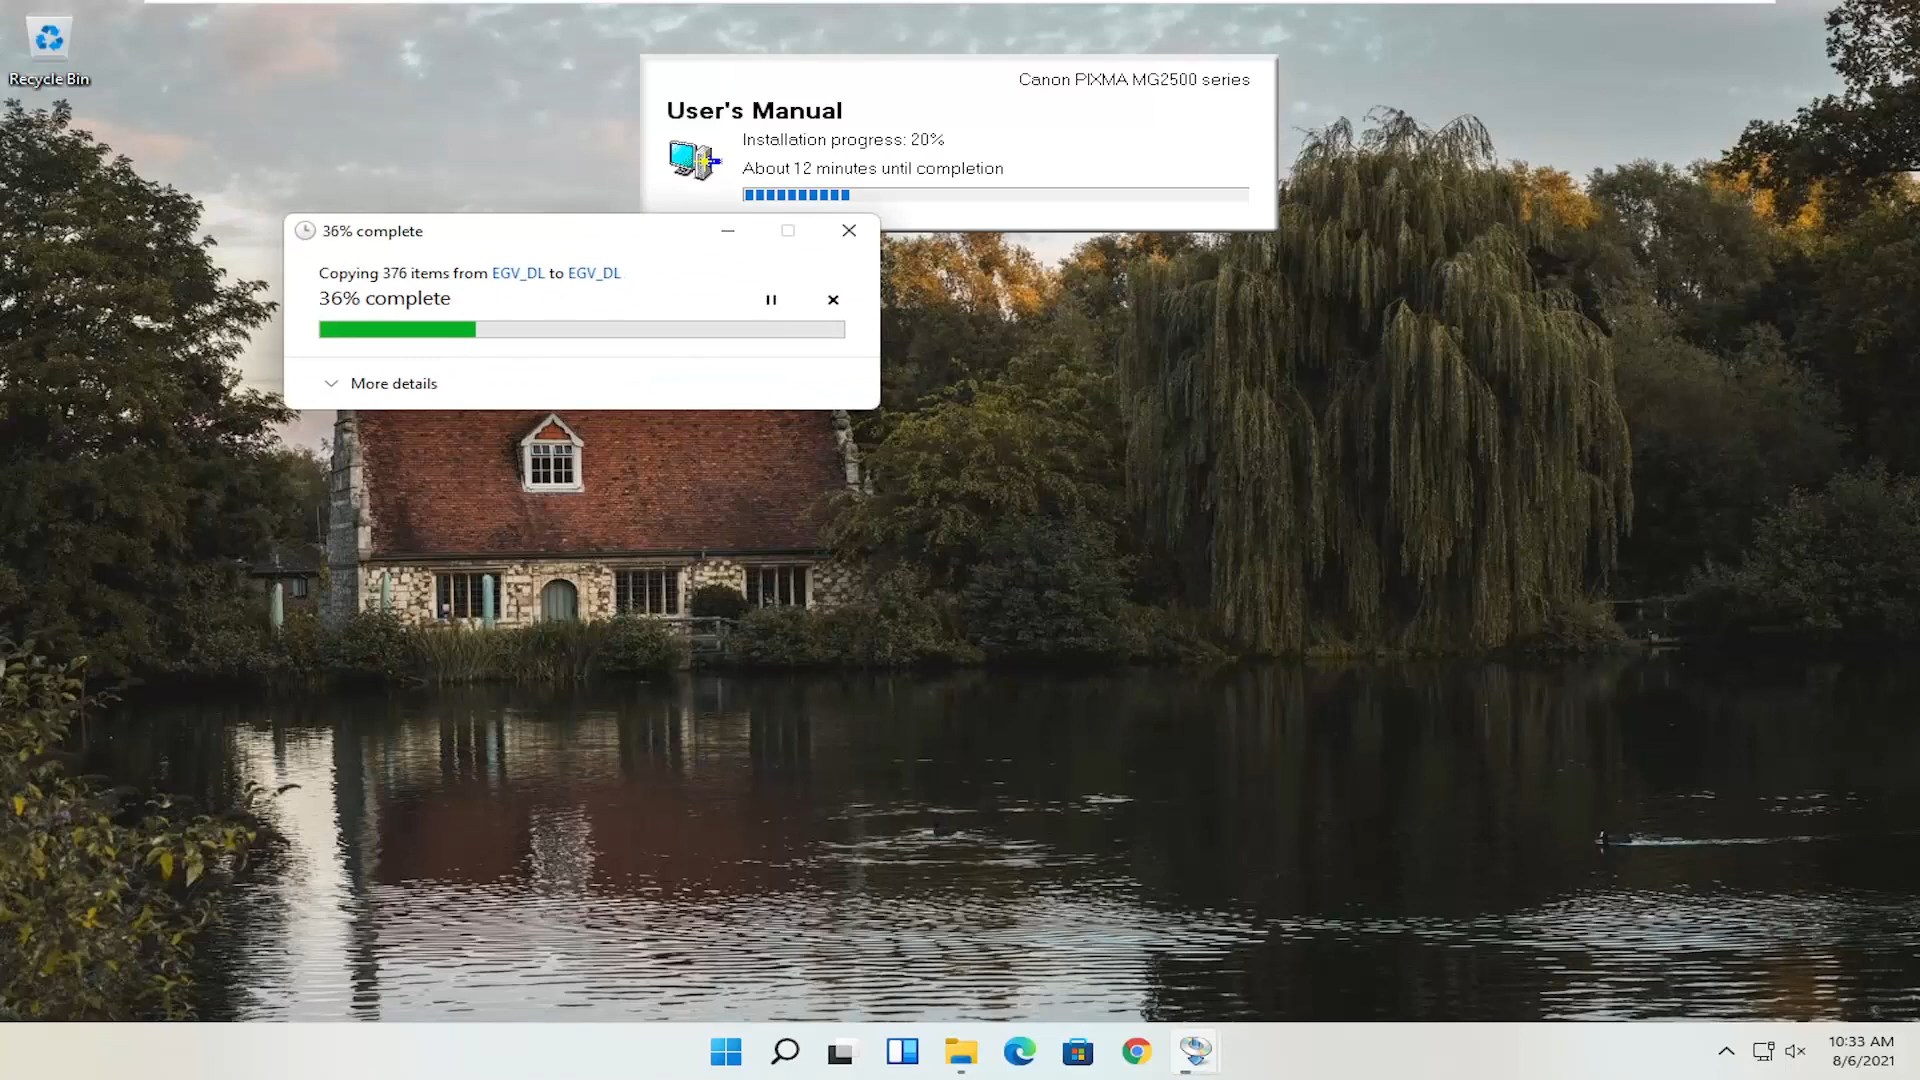 Recycle Bin
Canon PIXMA MG2500 series
User's Manual
Installation progress: 20%
About 12 minutes until completion
36% complete
Copying 376 items from EGV_DL to EGV_DL
36% complete
More details
10:33 AM
8/6/2021